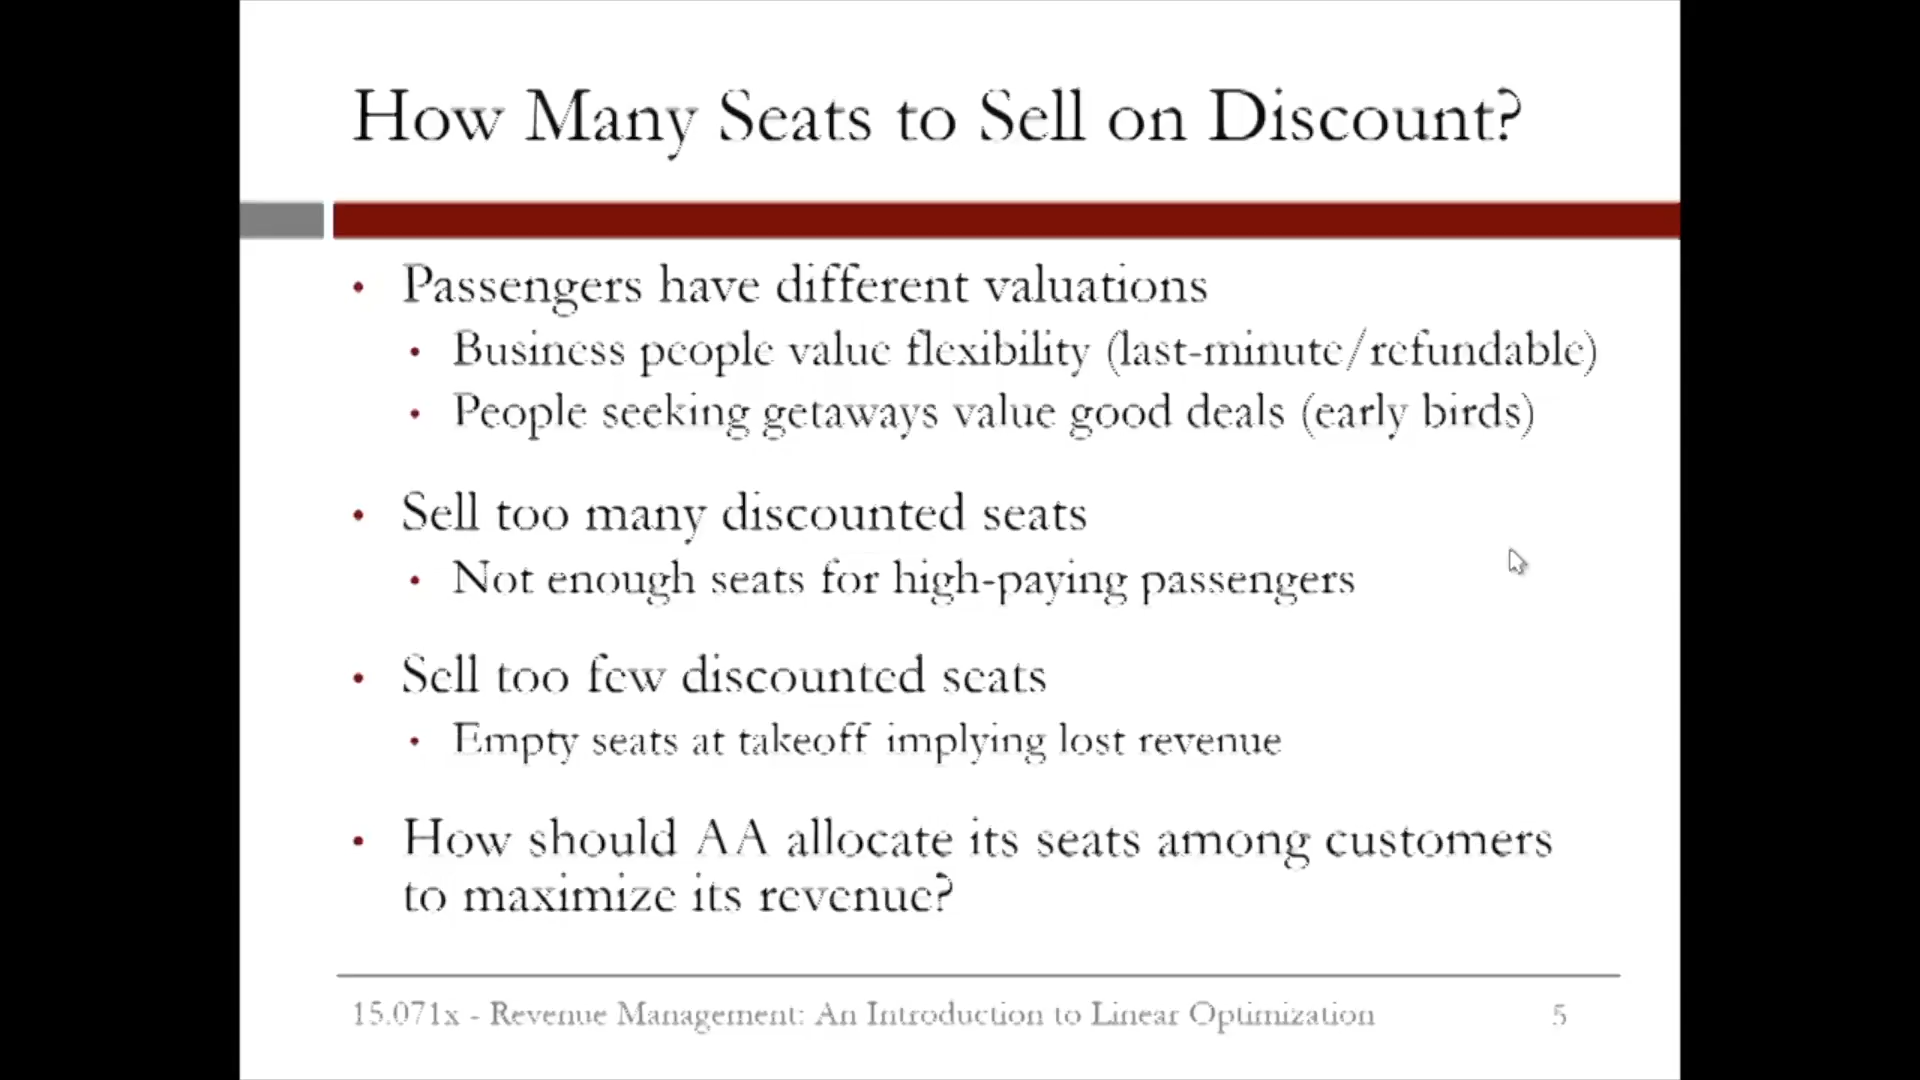 How Many Seats to Sell on Discount?
• Passengers have different valuations
• Business people value flexibility (last-minute/refundable)
• People seeking getaways value good deals (early birds)
• Sell too many discounted seats
• Not enough seats for high-paying passengers
• Sell too few discounted seats
• Empty seats at takeoff implying lost revenue
• How should AA allocate its seats among customers
to maximize its revenue?
15.071x - Revenue Management: An Introduction to Linear Optimization 5